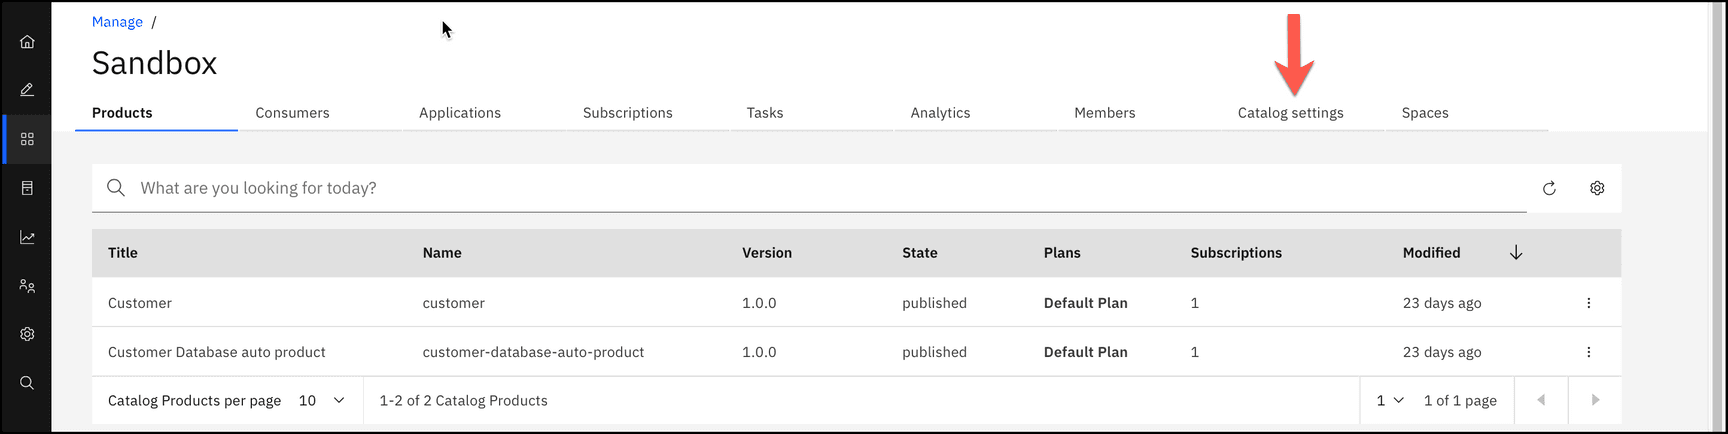 Manage /
Sandbox
Products Consumers Applications Subscriptions Tasks Analytics Members Catalog settings Spaces
What are you looking for today?
Title Name Version State Plans Subscriptions Modified
Customer customer 1.0.0 published Default Plan 1 23 days ago
Customer Database auto product customer-database-auto-product 1.0.0 published Default Plan 1 23 days ago
Catalog Products per page 10 1-2 of 2 Catalog Products 1 1 of 1 page